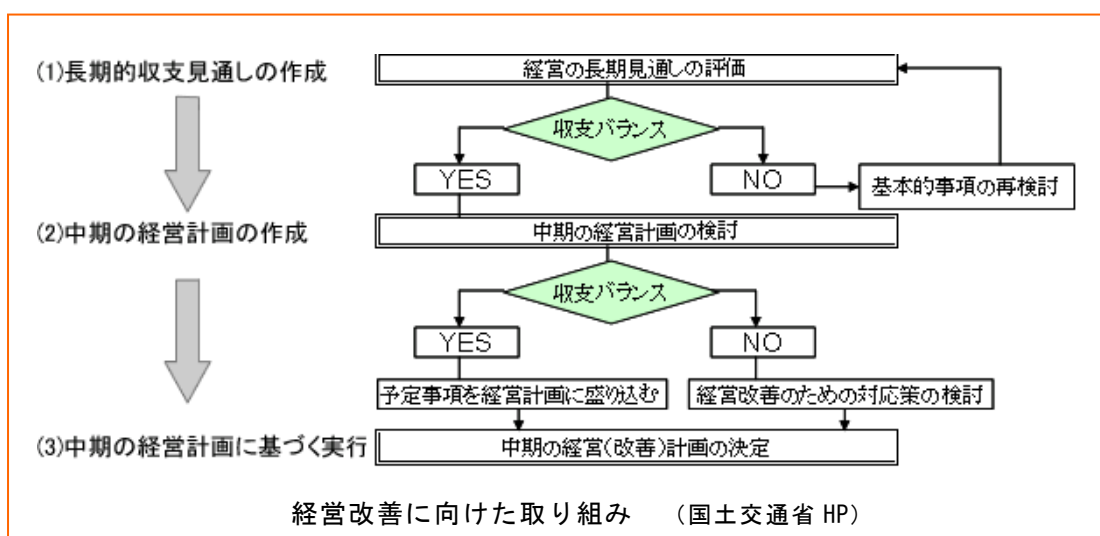 (1)長期的収支見通しの作成
経営の長期見通しの評価
収支バランス
YES
NO
基本的事項の再検討
(2)中期の経営計画の作成
中期の経営計画の検討
収支バランス
YES
NO
予定事項を経営計画に盛り込む
経営改善のための対応策の検討
(3)中期の経営計画に基づく実行
中期の経営(改善)計画の決定
経営改善に向けた取り組み （国土交通省 HP）